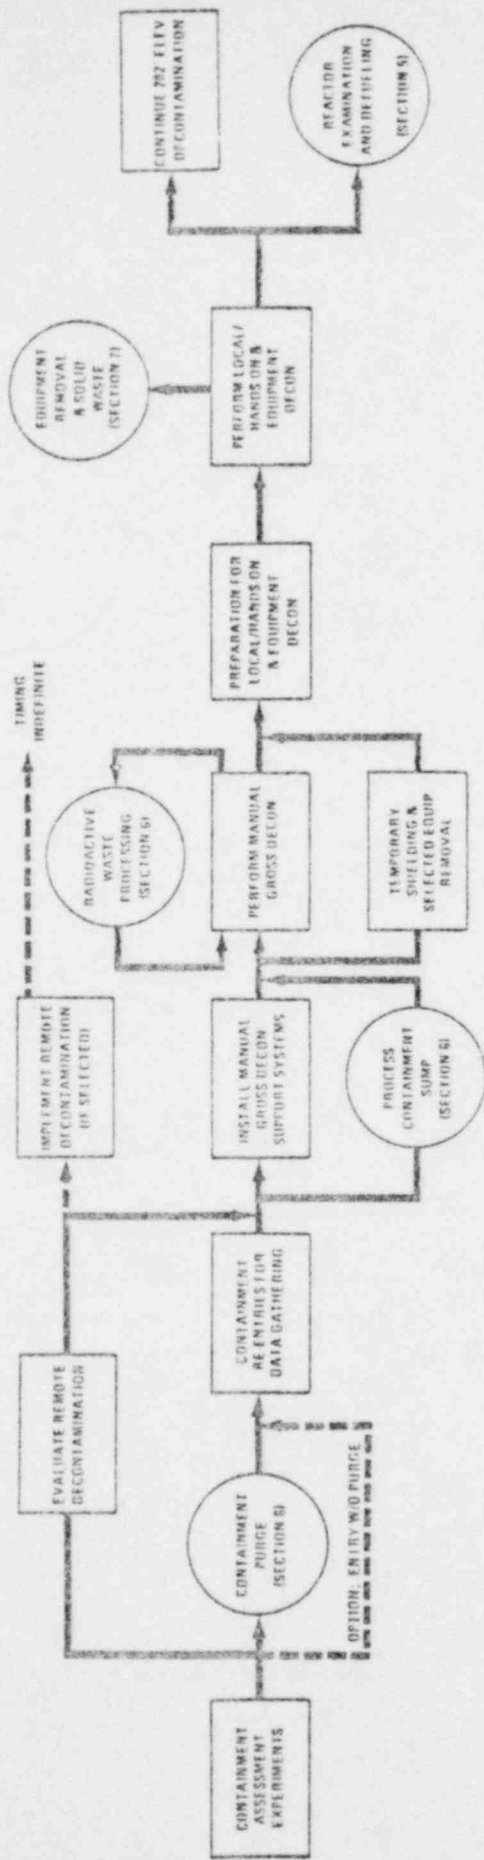 CONTAINMENT
ASSESSMENT
EXPERIMENTS
EVALUATE REMOTE
DECONTAMINATION
CONTAINMENT
PURGE
(SECTION 6)
OPTION: ENTRY W/O PURGE
CONTAINMENT
RE ENTRIES FOR
DATA GATHERING
IMPLEMENT REMOTE
DECONTAMINATION
(IF SELECTED)
TIMING
INDEFINITE
INSTALL MANUAL
GROSS DECON
SUPPORT SYSTEMS
PROCESS
CONTAINMENT
SUMP
(SECTION 6)
RADIOACTIVE
WASTE
PROCESSING
(SECTION 6)
PERFORM MANUAL
GROSS DECON
TEMPORARY
SHIELDING &
SELECTED EQUIP
REMOVAL
PREPARATION FOR
LOCAL/HANDS ON
& EQUIPMENT
DECON
EQUIPMENT
REMOVAL
& SOLID
WASTE
(SECTION 7)
PERFORM LOCAL/
HANDS ON &
EQUIPMENT
DECON
CONTINUE 282' ELEV
DECONTAMINATION
REACTOR
EXAMINATION
AND DEFUELING
(SECTION 5)